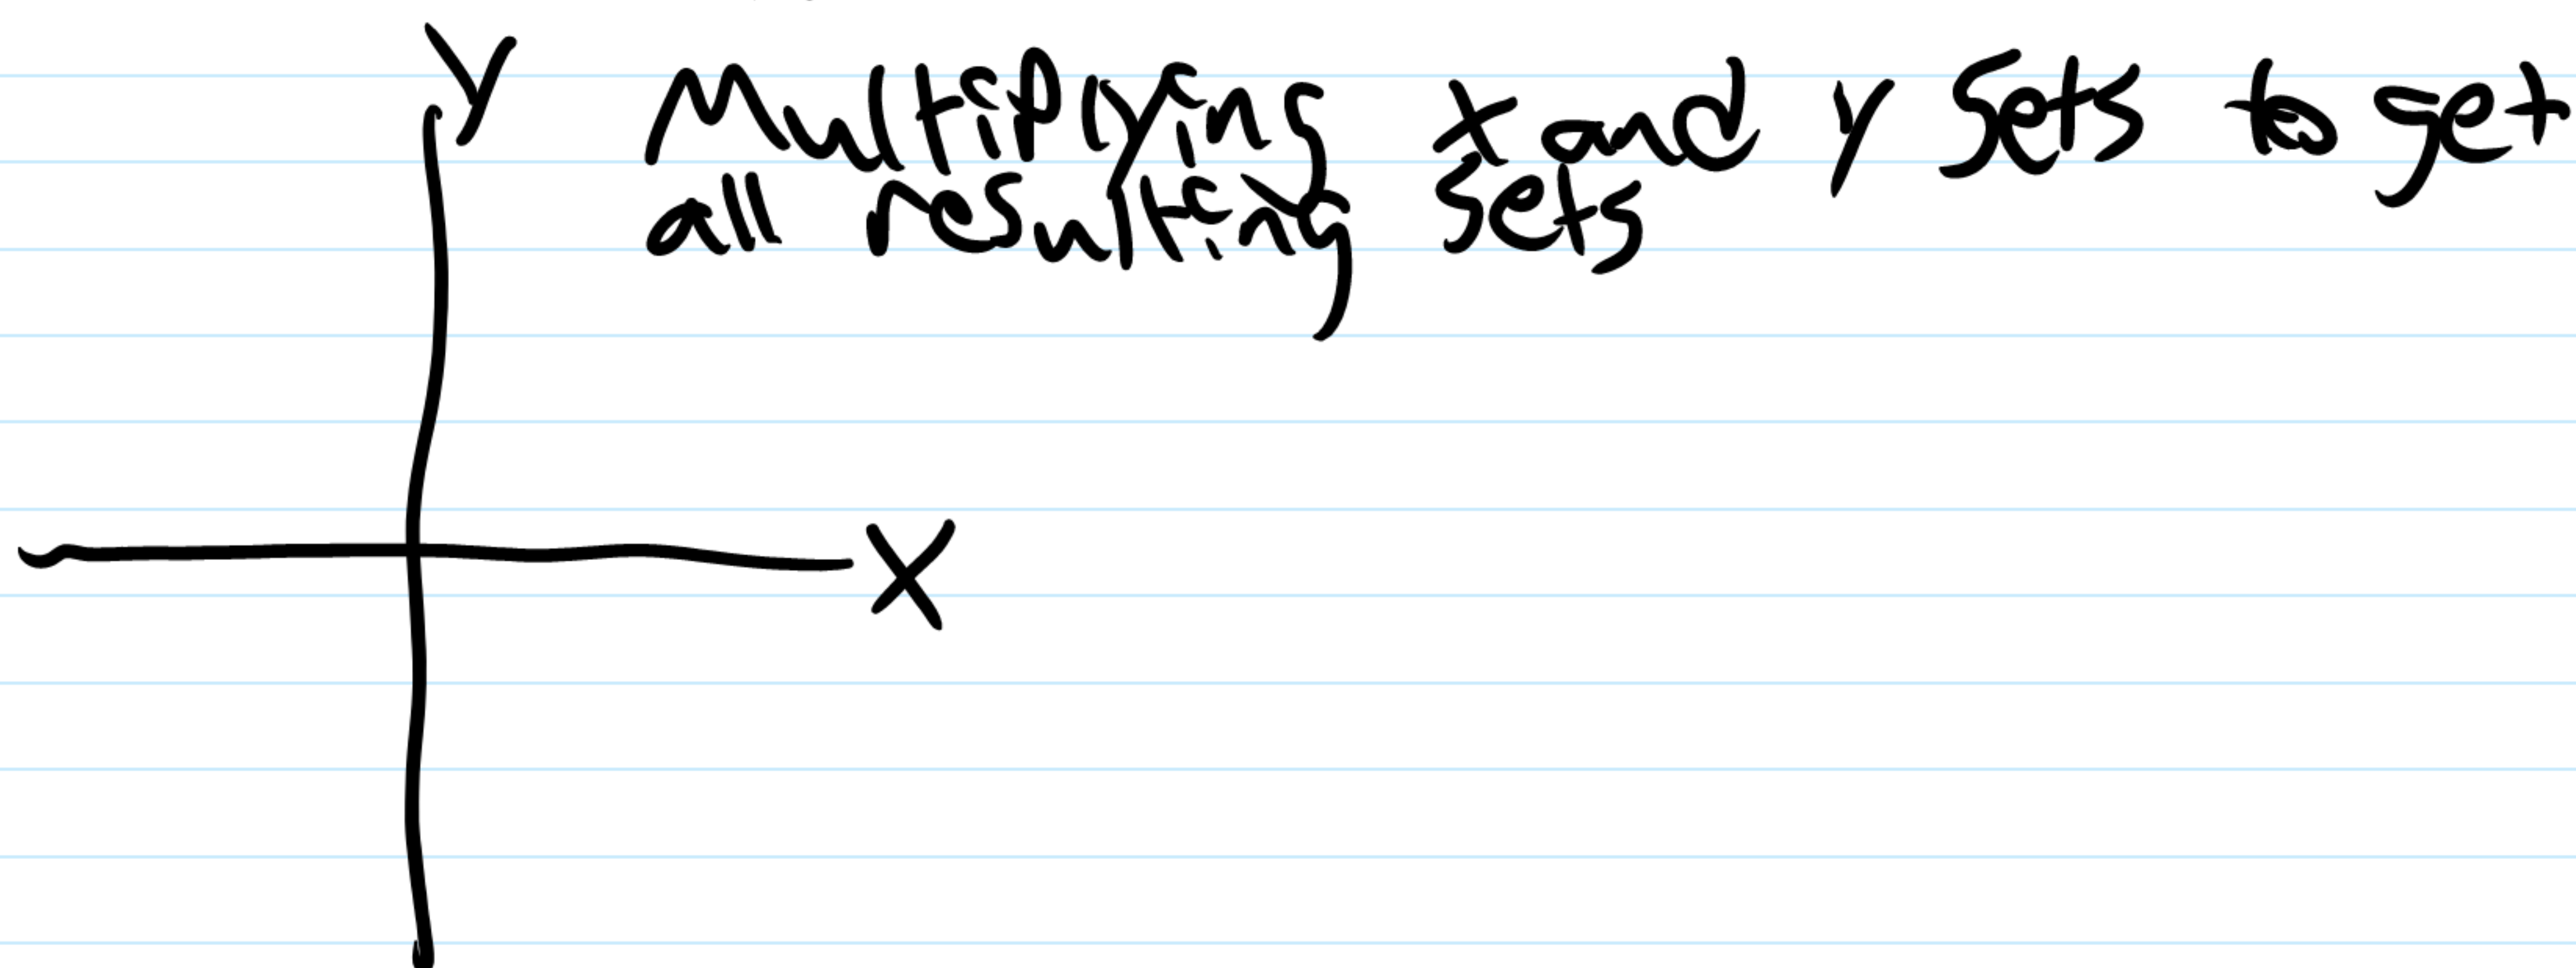 Y
Multiplying x and y sets to get
all resulting sets
X